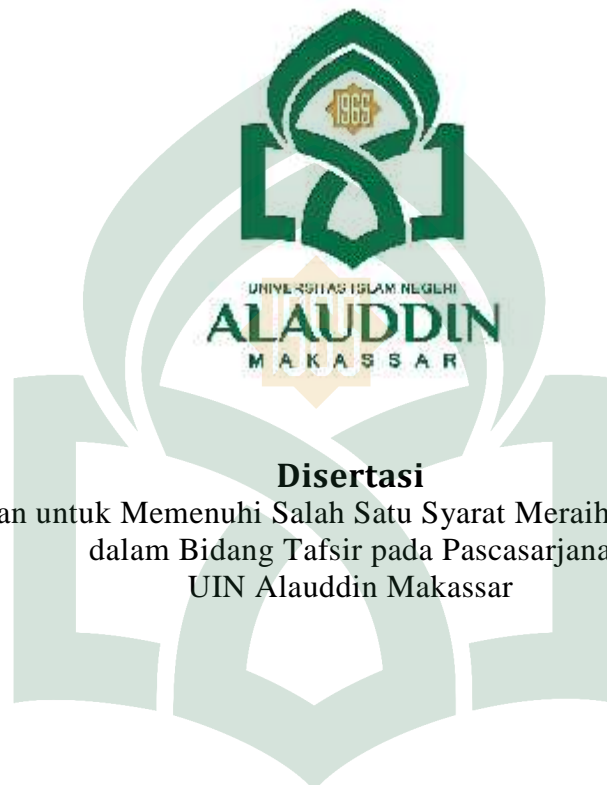 1965
UNIVERSITAS ISLAM NEGERI
ALAUDDIN
MAKASSAR
Disertasi
an untuk Memenuhi Salah Satu Syarat Meraih
dalam Bidang Tafsir pada Pascasarjana
UIN Alauddin Makassar